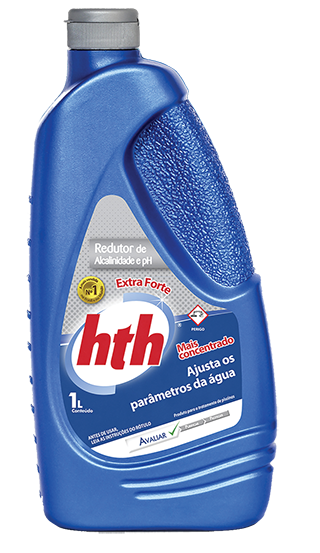 Redutor de
Alcalinidade e pH
Nº1
Extra Forte
hth
®
PERIGO
Mais
concentrado
Ajusta os
parâmetros da água
1L
Conteúdo
Produto para o tratamento de piscinas
ANTES DE USAR,
LEIA AS INSTRUÇÕES DO RÓTULO
AVALIAR